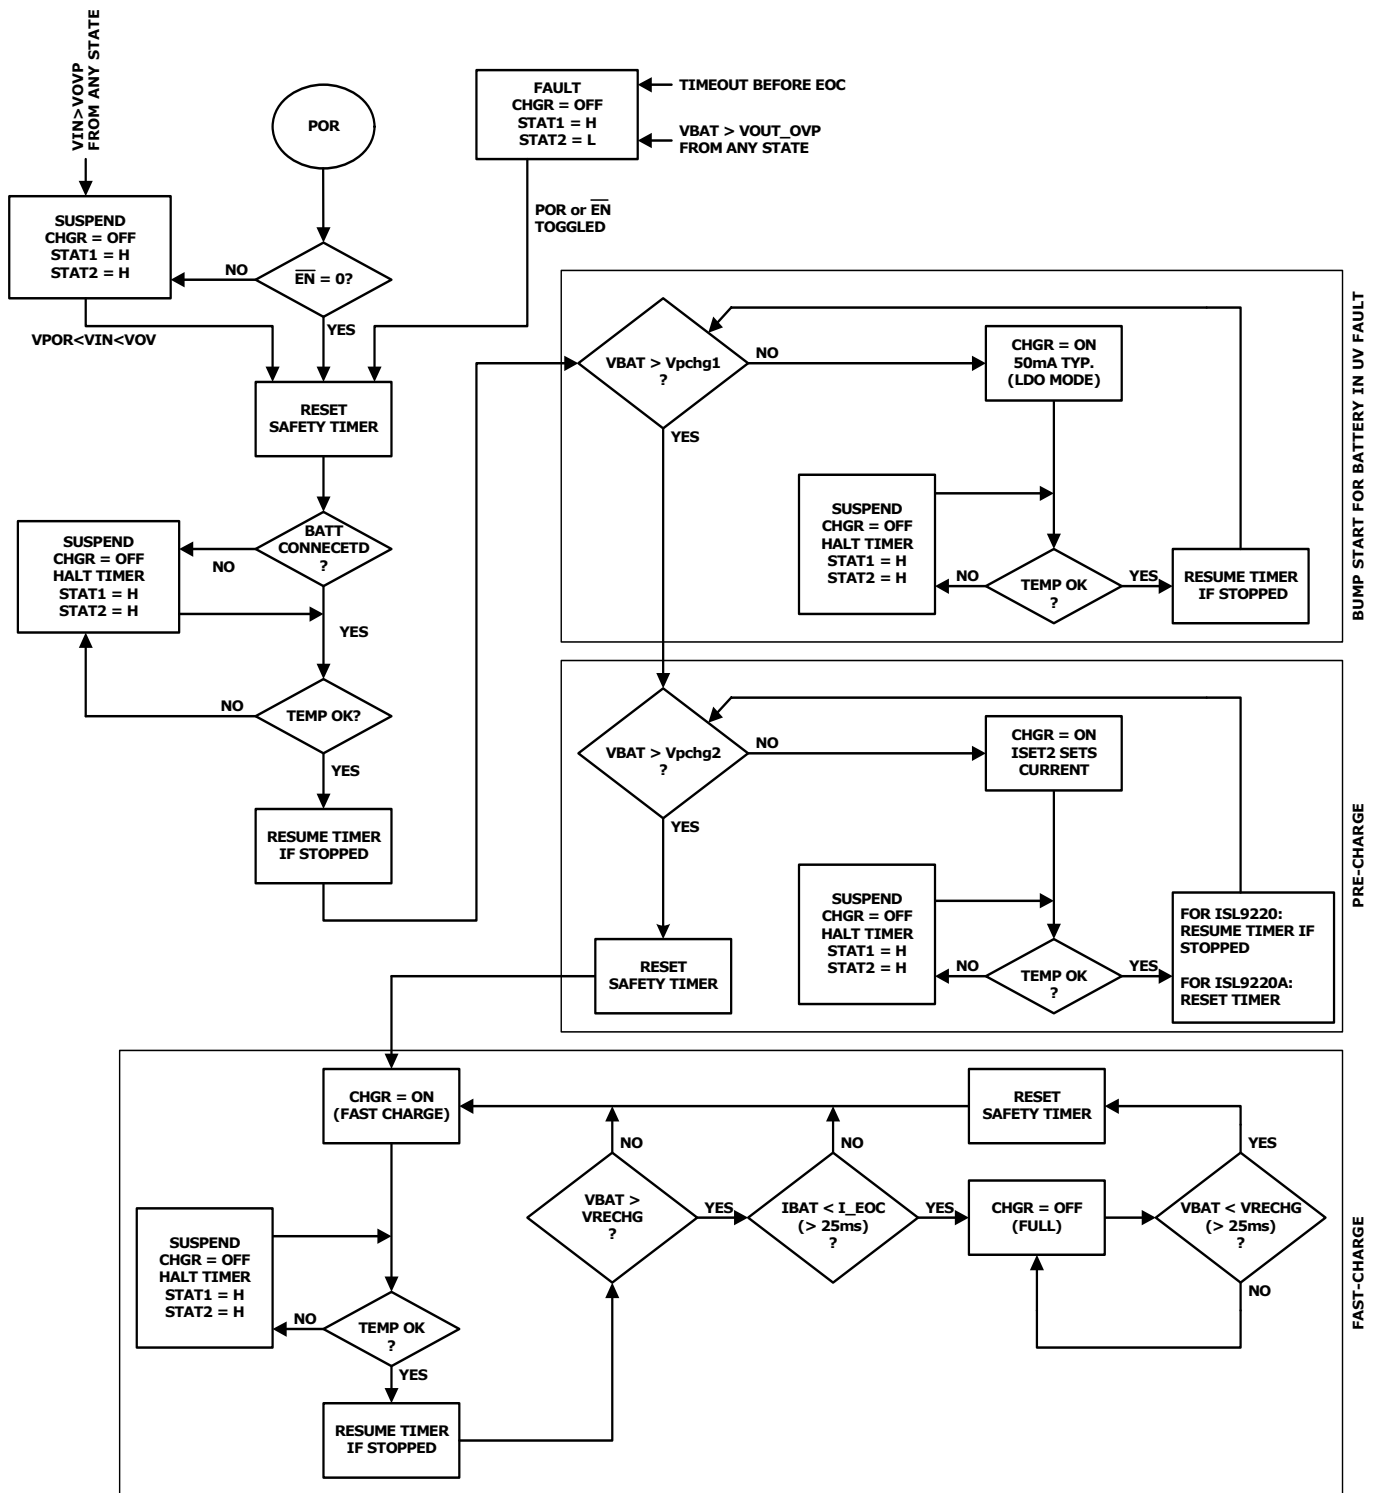 VIN>VOVP
FROM ANY STATE
POR
FAULT
CHGR = OFF
STAT1 = H
STAT2 = L
TIMEOUT BEFORE EOC
VBAT > VOUT_OVP
FROM ANY STATE
SUSPEND
CHGR = OFF
STAT1 = H
STAT2 = H
NO
E̅N̅ = 0?
YES
POR or E̅N̅
TOGGLED
VPOR<VIN<VOV
RESET
SAFETY TIMER
BATT
CONNECETD
?
NO
SUSPEND
CHGR = OFF
HALT TIMER
STAT1 = H
STAT2 = H
YES
TEMP OK?
NO
YES
RESUME TIMER
IF STOPPED
BUMP START FOR BATTERY IN UV FAULT
VBAT > Vpchg1
?
NO
YES
CHGR = ON
50mA TYP.
(LDO MODE)
SUSPEND
CHGR = OFF
HALT TIMER
STAT1 = H
STAT2 = H
NO
TEMP OK
?
YES
RESUME TIMER
IF STOPPED
PRE-CHARGE
VBAT > Vpchg2
?
NO
YES
CHGR = ON
ISET2 SETS
CURRENT
SUSPEND
CHGR = OFF
HALT TIMER
STAT1 = H
STAT2 = H
NO
TEMP OK
?
YES
FOR ISL9220:
RESUME TIMER IF
STOPPED
FOR ISL9220A:
RESET TIMER
RESET
SAFETY TIMER
FAST-CHARGE
CHGR = ON
(FAST CHARGE)
SUSPEND
CHGR = OFF
HALT TIMER
STAT1 = H
STAT2 = H
NO
TEMP OK
?
YES
RESUME TIMER
IF STOPPED
NO
VBAT >
VRECHG
?
YES
NO
IBAT < I_EOC
(> 25ms)
?
YES
CHGR = OFF
(FULL)
RESET
SAFETY TIMER
YES
VBAT < VRECHG
(> 25ms)
?
NO